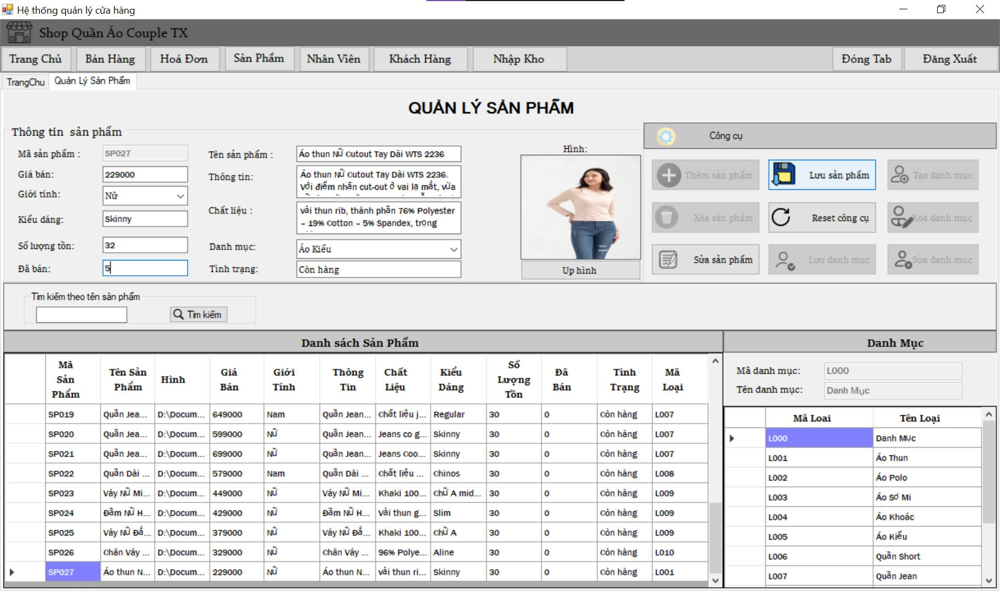 Hệ thống quản lý cửa hàng
Shop Quần Áo Couple TX
Trang Chủ Bán Hàng Hoá Đơn Sản Phẩm Nhân Viên Khách Hàng Nhập Kho Đóng Tab Đăng Xuất
TrangChu Quản Lý Sản Phẩm
QUẢN LÝ SẢN PHẨM
Thông tin sản phẩm
Mã sản phẩm : SP027
Giá bán: 229000
Giới tính: Nữ
Kiểu dáng: Skinny
Số lượng tồn: 32
Đã bán: 5
Tên sản phẩm : Áo thun Nữ Cutout Tay Dài WTS 2236
Thông tin: Áo thun Nữ Cutout Tay Dài WTS 2236.
Với điểm nhấn cut-out ở vai lạ mắt, vừa
Chất liệu : vải thun rib, thành phần 76% Polyester
– 19% Cotton – 5% Spandex, trọng
Danh mục: Áo Kiểu
Tình trạng: Còn hàng
Hình:
Up hình
Công cụ
Thêm sản phẩm Lưu sản phẩm Tạo danh mục
Xóa sản phẩm Reset công cụ Xoá danh mục
Sửa sản phẩm Lưu danh mục Sửa danh mục
Tìm kiếm theo tên sản phẩm
Tìm kiếm
Danh sách Sản Phẩm
Mã Sản Phẩm Tên Sản Phẩm Hình Giá Bán Giới Tính Thông Tin Chất Liệu Kiểu Dáng Số Lượng Tồn Đã Bán Tình Trạng Mã Loại
SP019 Quần Jea... D:\Docum... 649000 Nam Quần Jean... Chất liệu j... Regular 30 0 Còn hàng L007
SP020 Quần Jea... D:\Docum... 599000 Nữ Quần Jean... Jeans co g... Skinny 30 0 Còn hàng L007
SP021 Quần Jea... D:\Docum... 699000 Nữ Quần Jean... Jeans Coo... Skinny 30 0 Còn hàng L007
SP022 Quần Dài ... D:\Docum... 579000 Nam Quần Dài ... Chất liệu ... Chinos 30 0 Còn hàng L008
SP023 Váy Nữ Mi... D:\Docum... 449000 Nữ Váy Nữ Mi... Khaki 100... Chữ A mid... 30 0 Còn hàng L009
SP024 Đầm Nữ H... D:\Docum... 429000 Nữ Đầm Nữ H... Vải thun g... Slim 30 0 Còn hàng L009
SP025 Váy Nữ Đắ... D:\Docum... 379000 Nữ Váy Nữ Đắ... Khaki 100... Chữ A 30 0 Còn hàng L009
SP026 Chân Váy ... D:\Docum... 329000 Nữ Chân Váy ... 96% Polye... Aline 30 0 Còn hàng L010
SP027 Áo thun N... D:\Docum... 229000 Nữ Áo thun N... vải thun ri... Skinny 30 0 Còn hàng L001
Danh Mục
Mã danh mục: L000
Tên danh mục: Danh Mục
Mã Loai Tên Loại
L000 Danh Mục
L001 Áo Thun
L002 Áo Polo
L003 Áo Sơ Mi
L004 Áo Khoác
L005 Áo Kiểu
L006 Quần Short
L007 Quần Jean